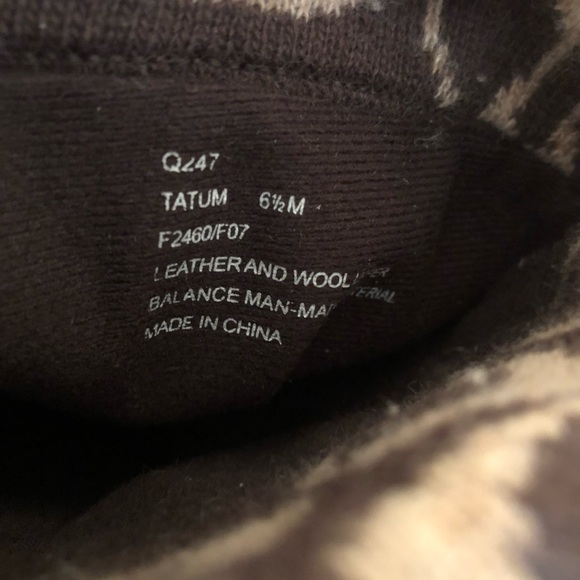 Q247
TATUM 6½M
F2460/F07
LEATHER AND WOOL UPPER
BALANCE MAN-MADE MATERIAL
MADE IN CHINA